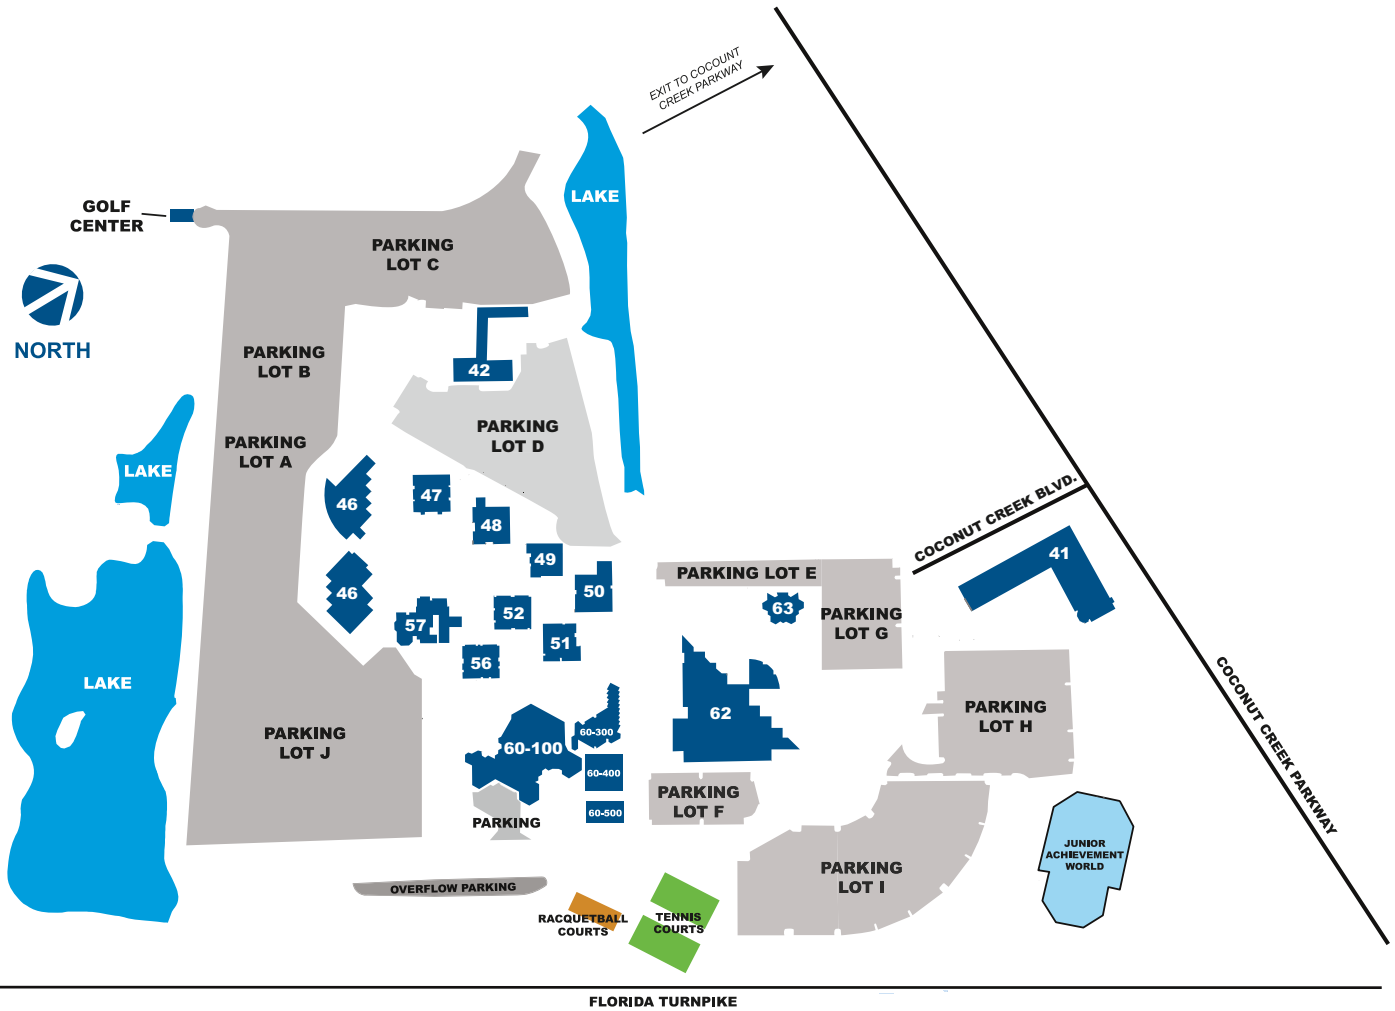 EXIT TO COCOUNT
CREEK PARKWAY
LAKE
GOLF
CENTER
PARKING
LOT C
NORTH
PARKING
LOT B
42
PARKING
LOT D
PARKING
LOT A
LAKE
46
47
48
49
50
46
52
57
51
56
COCONUT CREEK BLVD.
41
PARKING LOT E
63
PARKING
LOT G
LAKE
PARKING
LOT J
60-100
60-300
60-400
60-500
62
PARKING
LOT H
COCONUT CREEK PARKWAY
PARKING
LOT F
PARKING
JUNIOR
ACHIEVEMENT
WORLD
PARKING
LOT I
OVERFLOW PARKING
RACQUETBALL
COURTS
TENNIS
COURTS
FLORIDA TURNPIKE